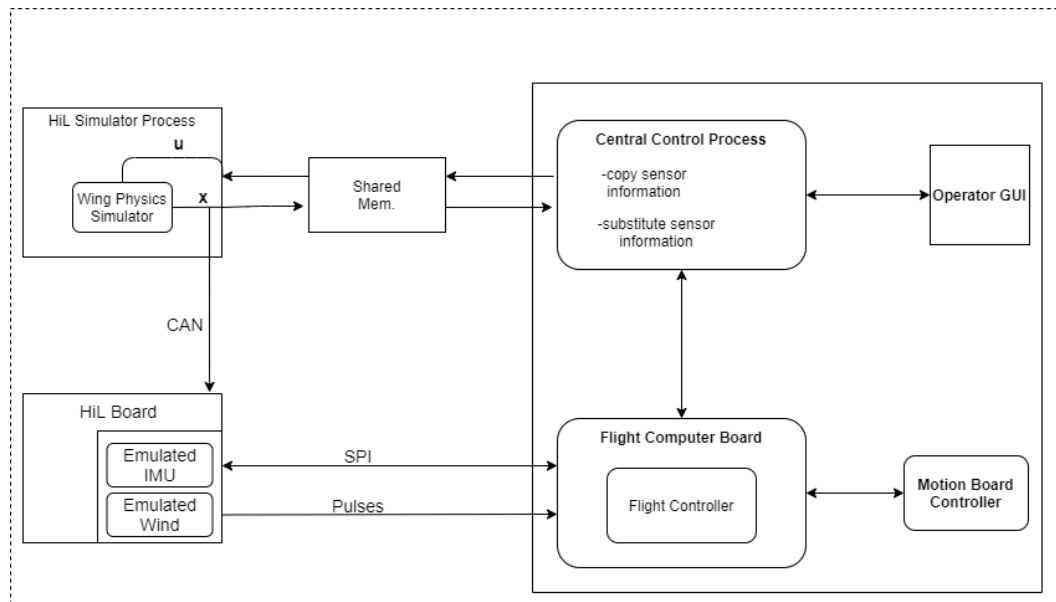 HiL Simulator Process
u
x
Wing Physics
Simulator
Shared
Mem.
Central Control Process
-copy sensor
information
-substitute sensor
information
Operator GUI
CAN
HiL Board
Emulated
IMU
Emulated
Wind
SPI
Pulses
Flight Computer Board
Flight Controller
Motion Board
Controller